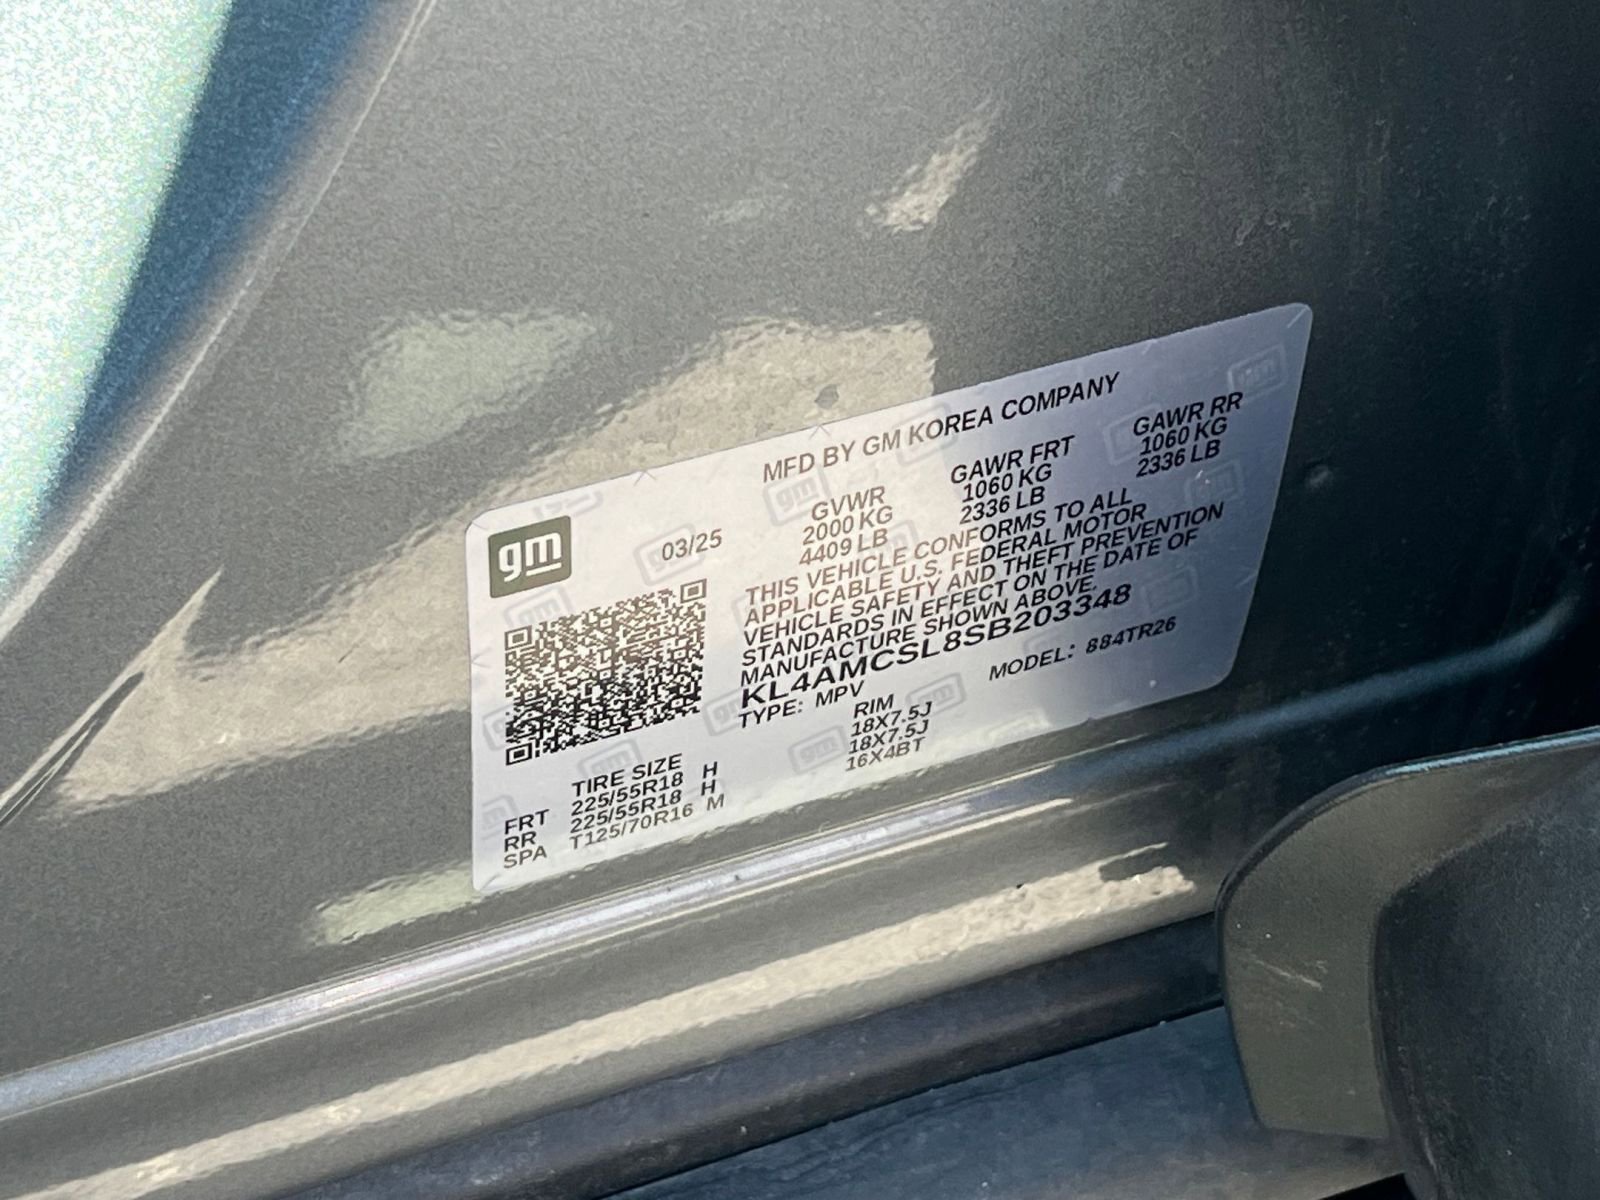 MFD BY GM KOREA COMPANY
gm
03/25
GVWR GAWR FRT GAWR RR
2000 KG 1060 KG 1060 KG
4409 LB 2336 LB 2336 LB
THIS VEHICLE CONFORMS TO ALL
APPLICABLE U.S. FEDERAL MOTOR
VEHICLE SAFETY AND THEFT PREVENTION
STANDARDS IN EFFECT ON THE DATE OF
MANUFACTURE SHOWN ABOVE.
KL4AMCSL8SB203348
TYPE: MPV MODEL: 884TR26
TIRE SIZE RIM
FRT 225/55R18 H 18X7.5J
RR 225/55R18 H 18X7.5J
SPA T125/70R16 M 16X4BT